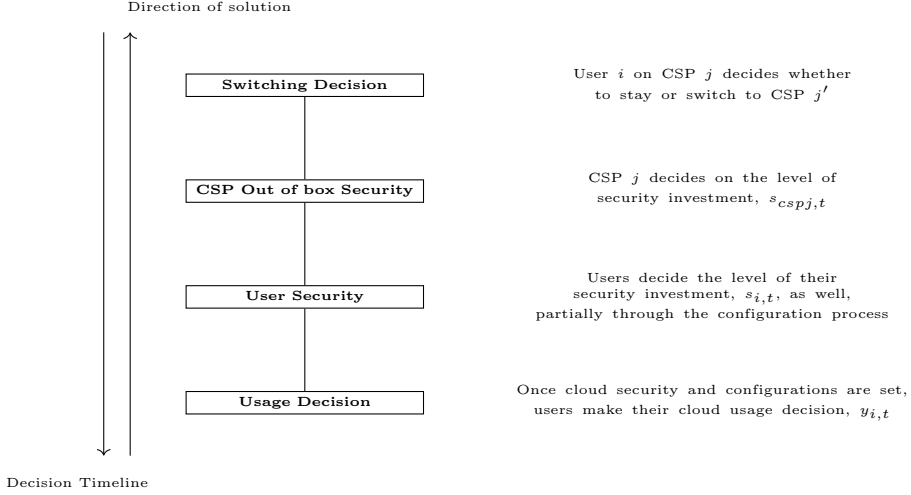 Direction of solution
Switching Decision
User i on CSP j decides whether
to stay or switch to CSP j′
CSP Out of box Security
CSP j decides on the level of
security investment, s_{cspj,t}
User Security
Users decide the level of their
security investment, s_{i,t}, as well,
partially through the configuration process
Usage Decision
Once cloud security and configurations are set,
users make their cloud usage decision, y_{i,t}
Decision Timeline